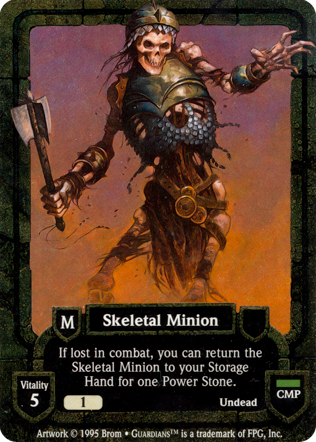 M Skeletal Minion
If lost in combat, you can return the
Skeletal Minion to your Storage
Hand for one Power Stone.
Vitality
5
1
Undead
CMP
Artwork © 1995 Brom • GUARDIANS™ is a trademark of FPG, Inc.